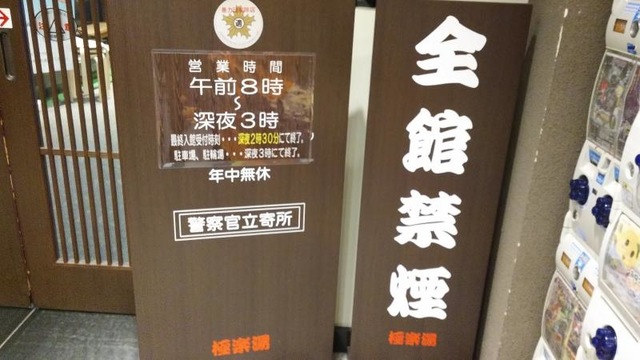 適
営業時間
午前8時
~
深夜3時
最終入館受付時刻・・・深夜2時30分にて終了。
駐車場、駐輪場・・・深夜3時にて終了。
年中無休
警察官立寄所
極楽湯
全館禁煙
極楽湯